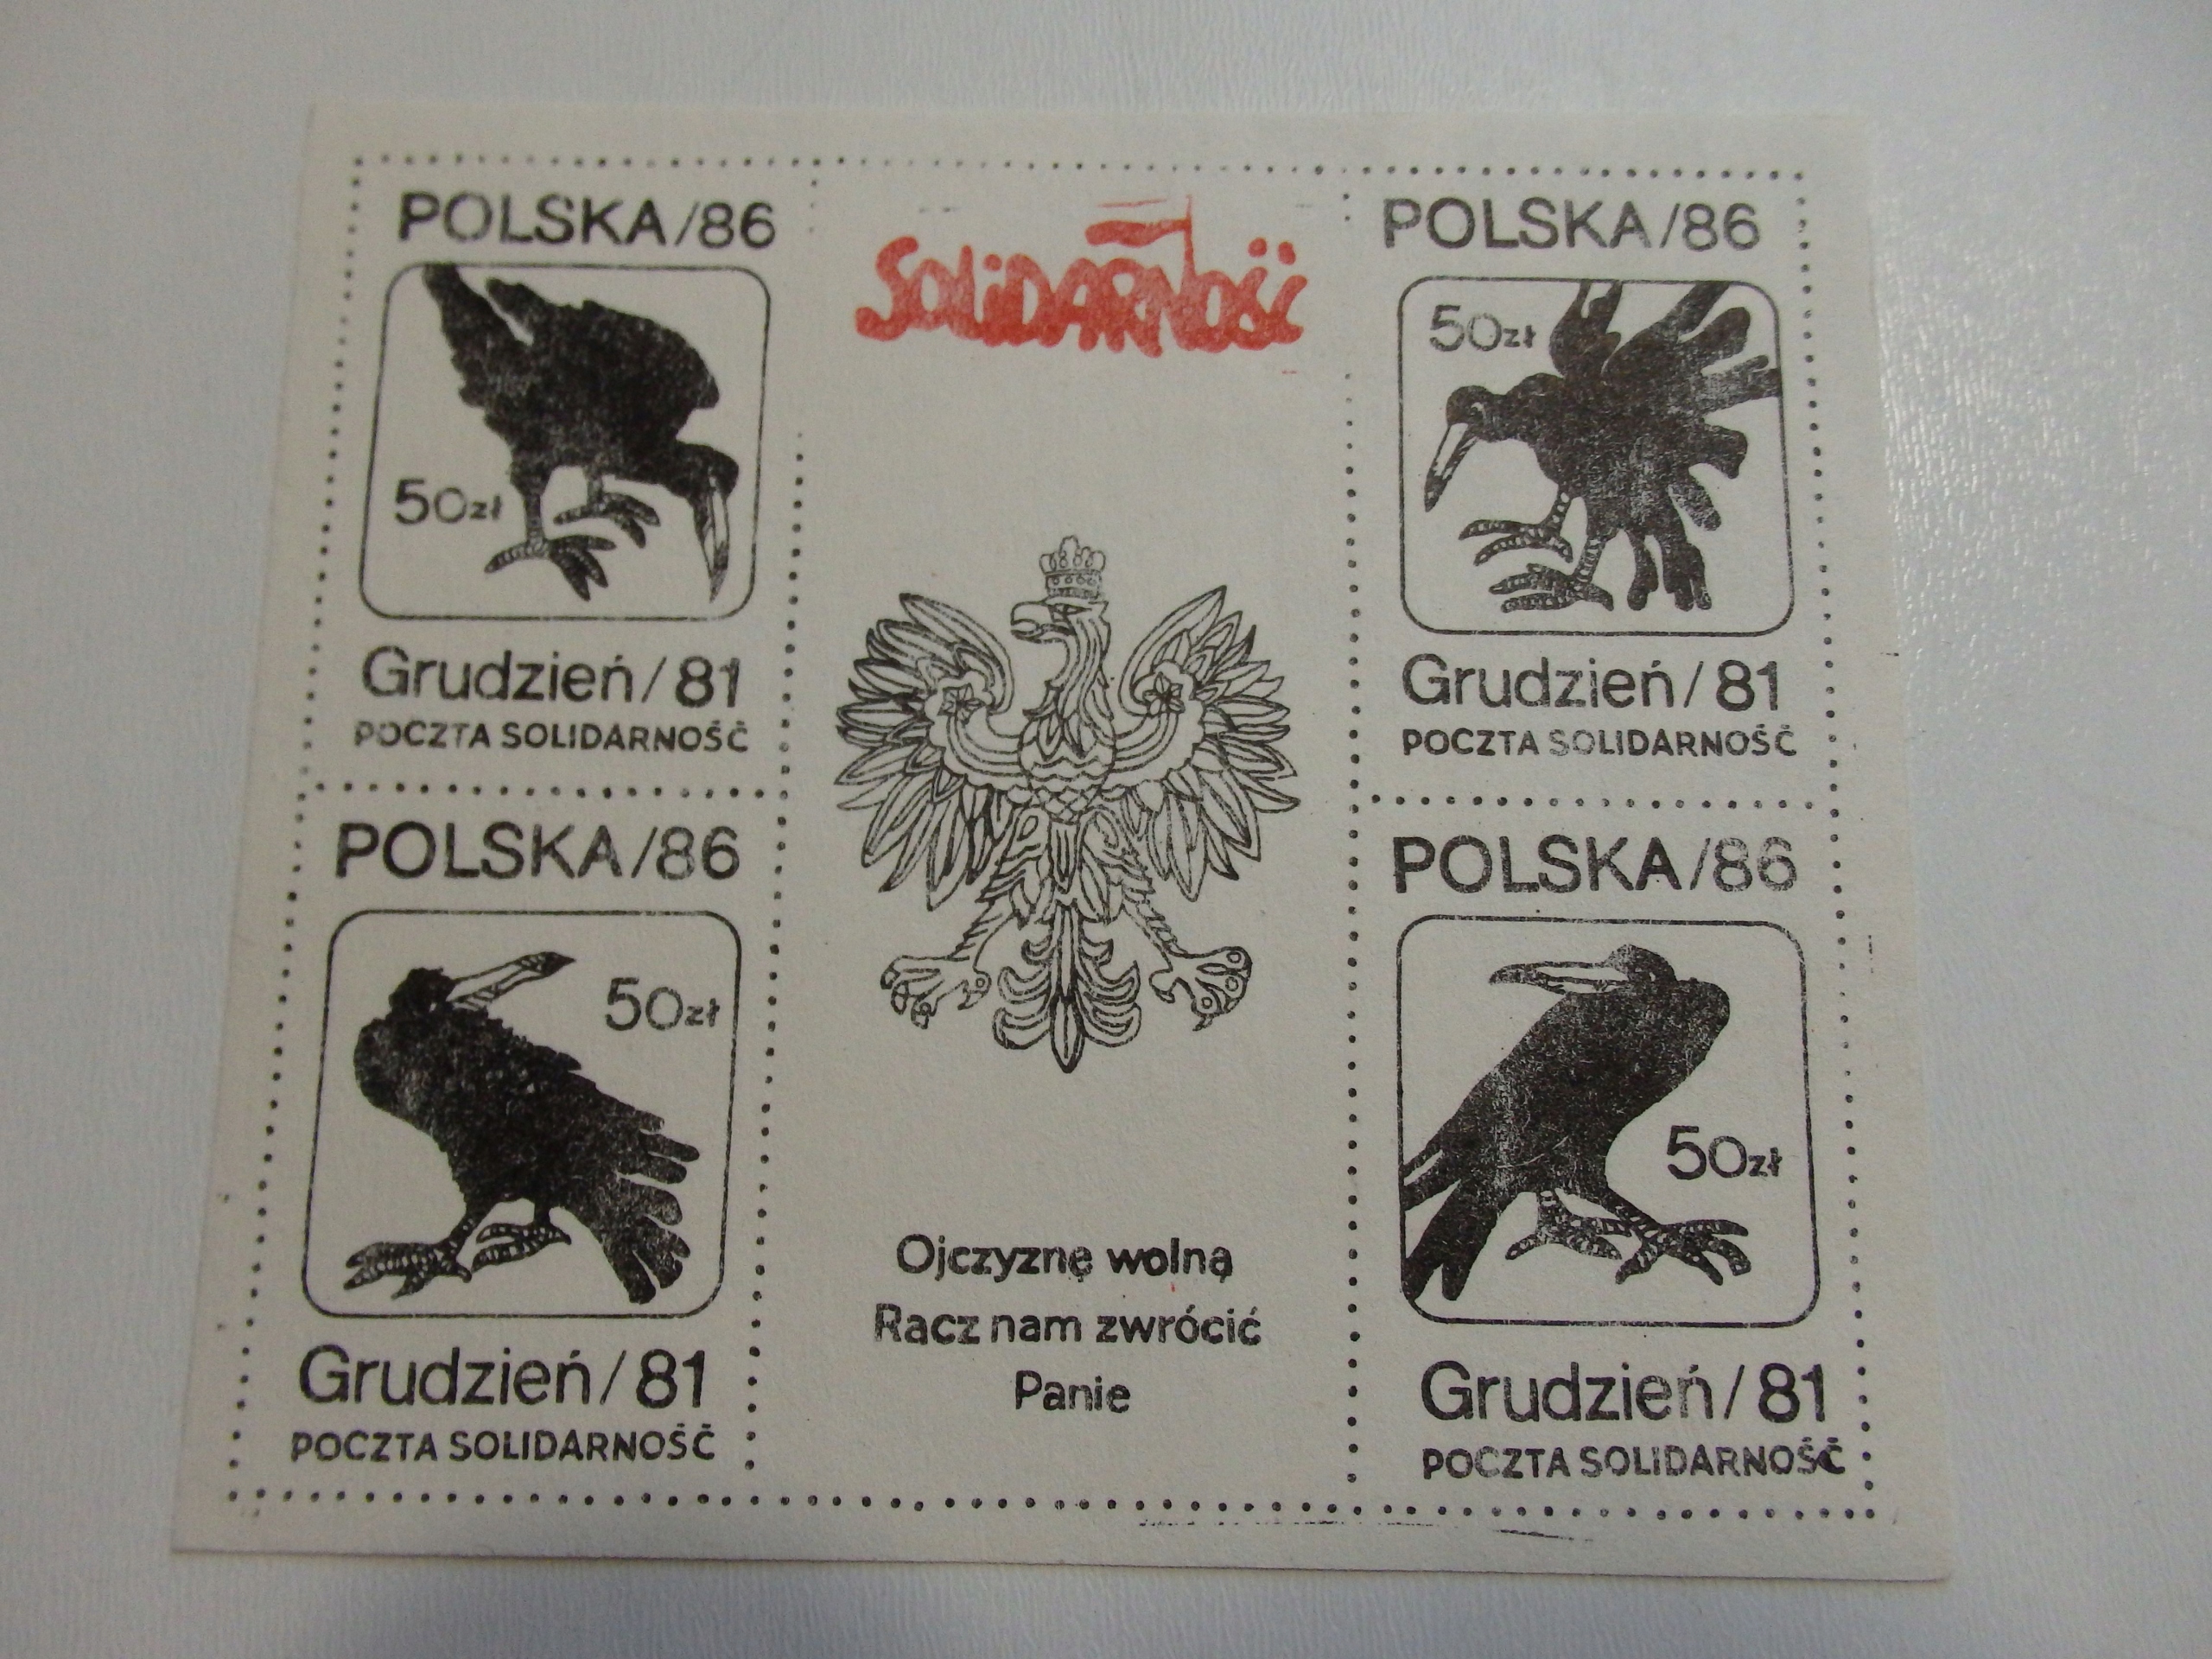 POLSKA/86
50zł
Grudzień/81
POCZTA SOLIDARNOŚĆ
POLSKA/86
50zł
Grudzień/81
POCZTA SOLIDARNOŚĆ
SOLIDARNOŚĆ
Ojczyznę wolną
Racz nam zwrócić
Panie
POLSKA/86
50zł
Grudzień/81
POCZTA SOLIDARNOŚĆ
POLSKA/86
50zł
Grudzień/81
POCZTA SOLIDARNOŚĆ